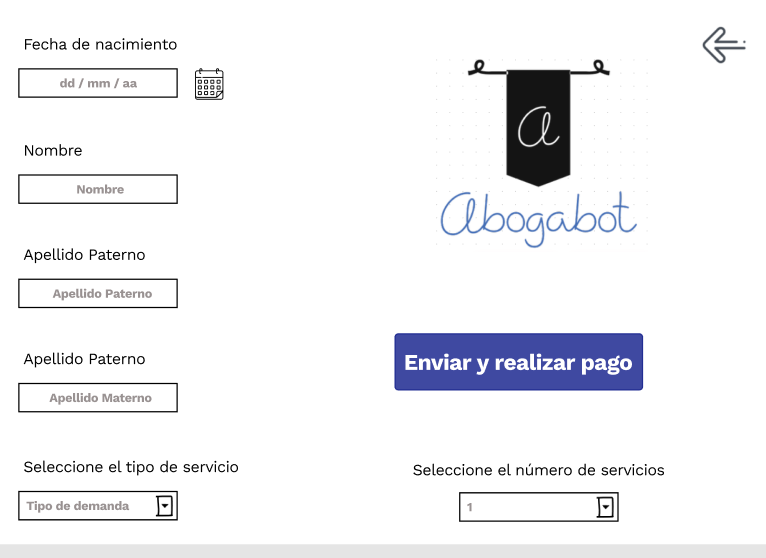 Fecha de nacimiento
dd / mm / aa
Nombre
Nombre
Apellido Paterno
Apellido Paterno
Apellido Paterno
Apellido Materno
Seleccione el tipo de servicio
Tipo de demanda
a
abogabot
Enviar y realizar pago
Seleccione el número de servicios
1